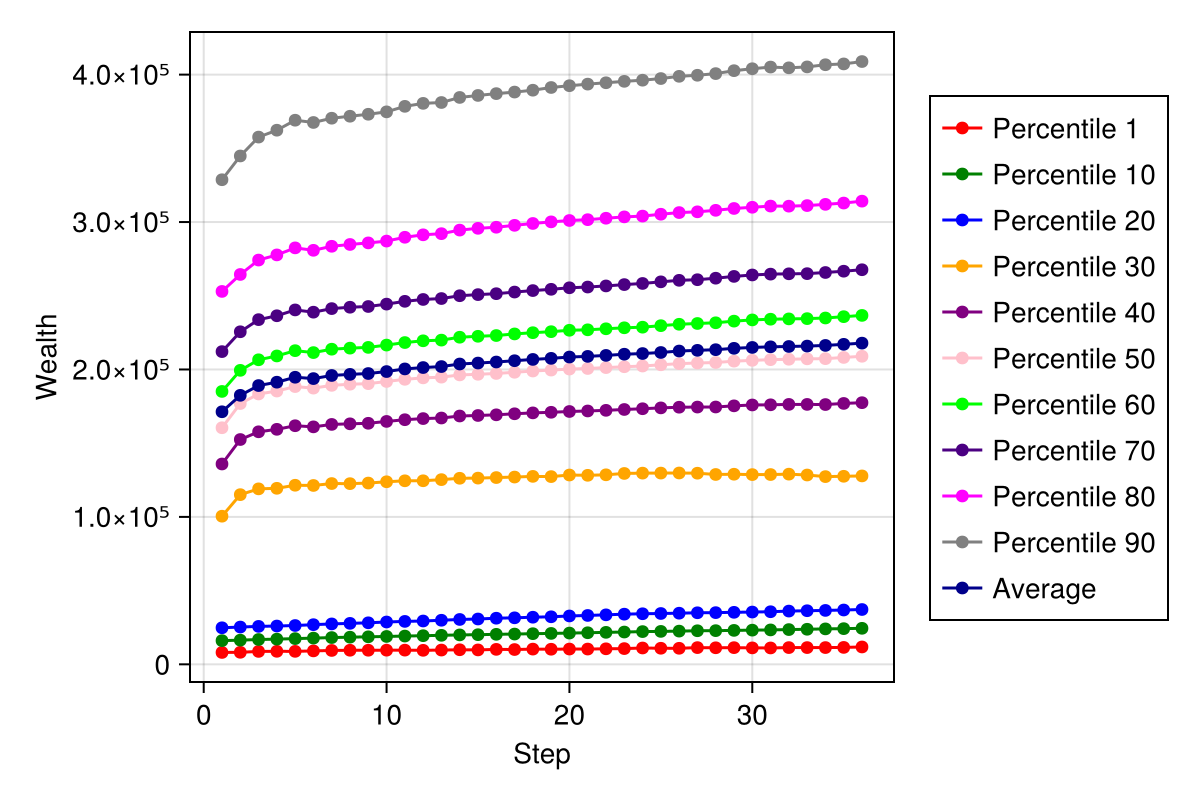 Wealth
4.0×10⁵
3.0×10⁵
2.0×10⁵
1.0×10⁵
0
0 10 20 30
Step
Percentile 1
Percentile 10
Percentile 20
Percentile 30
Percentile 40
Percentile 50
Percentile 60
Percentile 70
Percentile 80
Percentile 90
Average